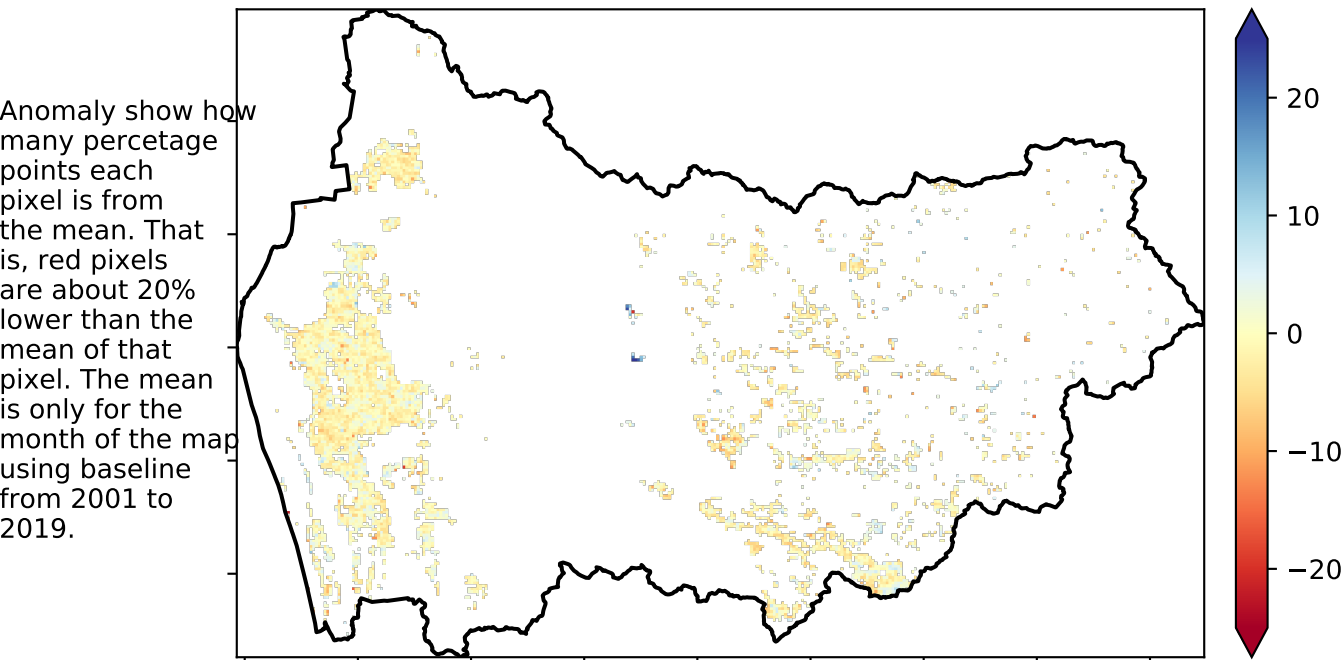 Anomaly show how
many percetage
points each
pixel is from
the mean. That
is, red pixels
are about 20%
lower than the
mean of that
pixel. The mean
is only for the
month of the map
using baseline
from 2001 to
2019.
20
10
0
−10
−20